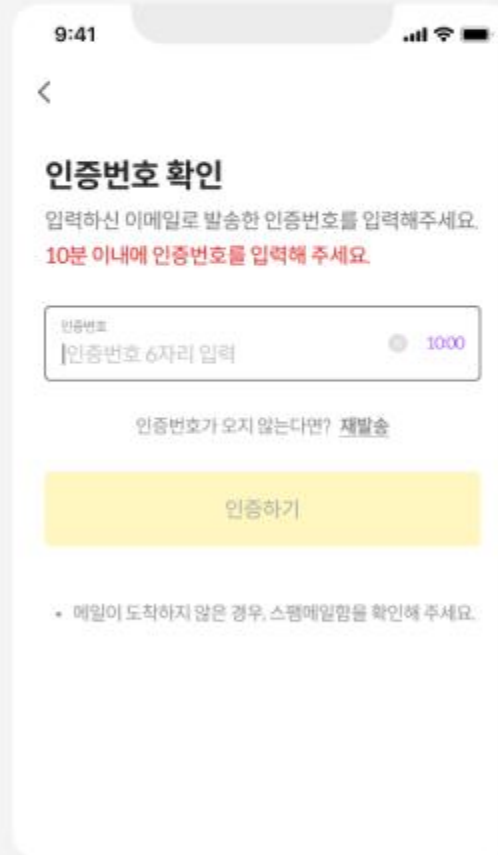 9:41
인증번호 확인
입력하신 이메일로 발송한 인증번호를 입력해주세요.
10분 이내에 인증번호를 입력해 주세요.
인증번호
인증번호 6자리 입력
10:00
인증번호가 오지 않는다면? 재발송
인증하기
• 메일이 도착하지 않은 경우, 스팸메일함을 확인해 주세요.